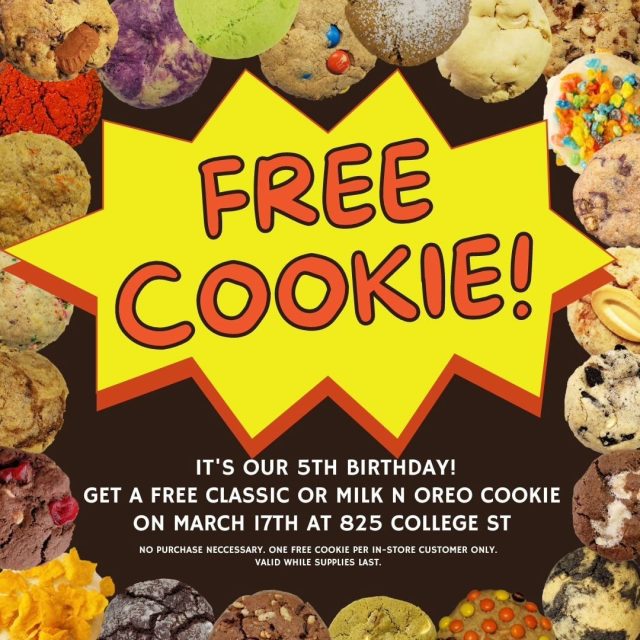 FREE
COOKIE!
IT'S OUR 5TH BIRTHDAY!
GET A FREE CLASSIC OR MILK N OREO COOKIE
ON MARCH 17TH AT 825 COLLEGE ST
NO PURCHASE NECCESSARY. ONE FREE COOKIE PER IN-STORE CUSTOMER ONLY.
VALID WHILE SUPPLIES LAST.